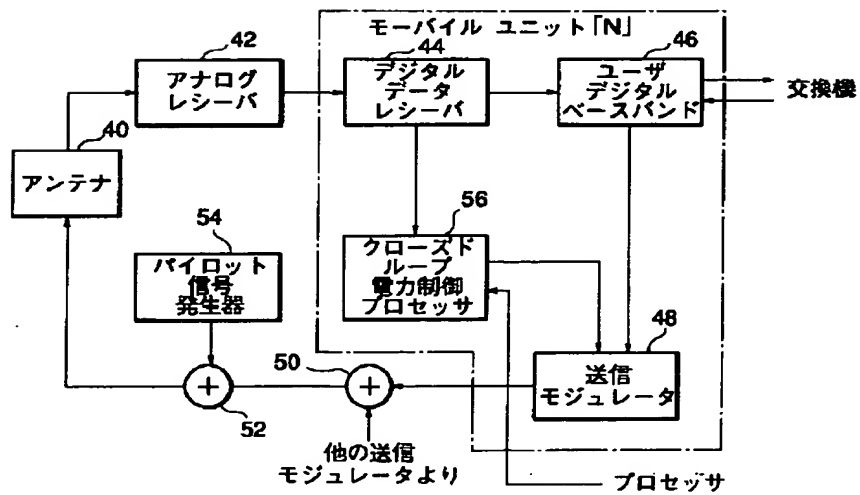 モーバイル ユニット「N」
42
アナログ
レシーバ
44
デジタル
データ
レシーバ
46
ユーザ
デジタル
ベースバンド
交換機
40
アンテナ
54
パイロット
信号
発生器
56
クローズド
ループ
電力制御
プロセッサ
48
送信
モジュレータ
50
+
52
+
他の送信
モジュレータより
プロセッサ